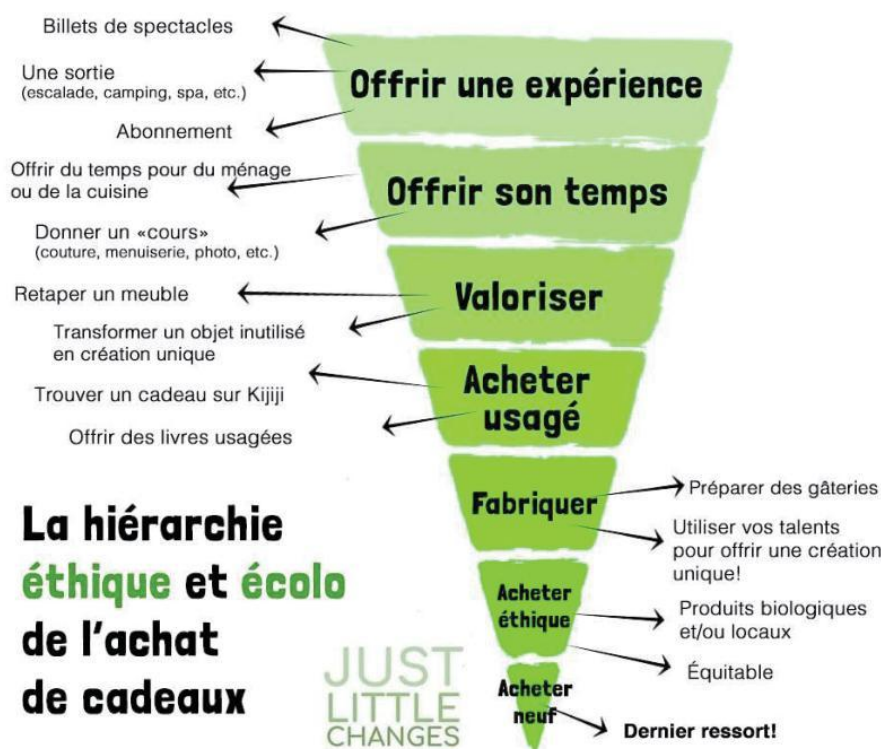 Billets de spectacles
Une sortie
(escalade, camping, spa, etc.)
Abonnement
Offrir une expérience
Offrir du temps pour du ménage
ou de la cuisine
Donner un «cours»
(couture, menuiserie, photo, etc.)
Offrir son temps
Retaper un meuble
Transformer un objet inutilisé
en création unique
Valoriser
Trouver un cadeau sur Kijiji
Offrir des livres usagées
Acheter
usagé
Fabriquer
Préparer des gâteries
Utiliser vos talents
pour offrir une création
unique!
Acheter
éthique
Produits biologiques
et/ou locaux
Équitable
Acheter
neuf
Dernier ressort!
La hiérarchie
éthique et écolo
de l'achat
de cadeaux
JUST
LITTLE
CHANGES